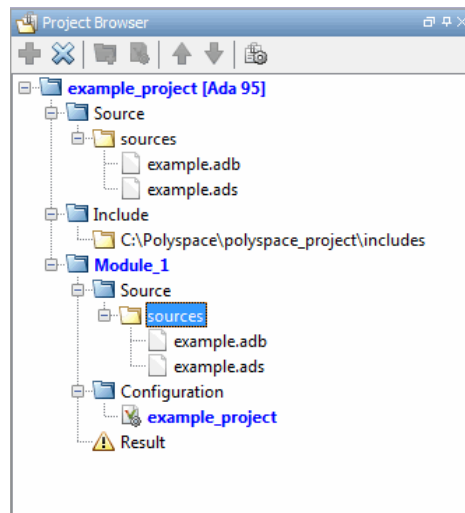 Project Browser
example_project [Ada 95]
Source
sources
example.adb
example.ads
Include
C:\Polyspace\polyspace_project\includes
Module_1
Source
sources
example.adb
example.ads
Configuration
example_project
Result